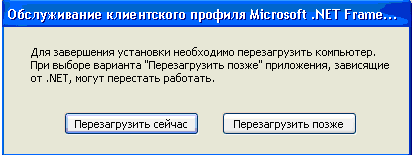 Обслуживание клиентского профиля Microsoft .NET Frame...
Для завершения установки необходимо перезагрузить компьютер.
При выборе варианта "Перезагрузить позже" приложения, зависящие
от .NET, могут перестать работать.
Перезагрузить сейчас Перезагрузить позже